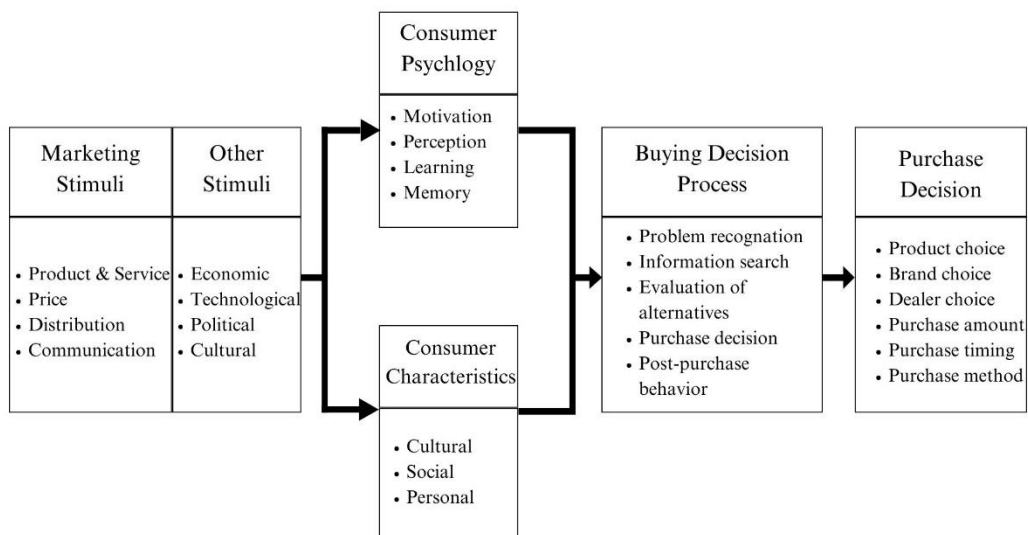 Marketing
Stimuli
Other
Stimuli
• Product & Service
• Price
• Distribution
• Communication
• Economic
• Technological
• Political
• Cultural
Consumer
Psychlogy
• Motivation
• Perception
• Learning
• Memory
Consumer
Characteristics
• Cultural
• Social
• Personal
Buying Decision
Process
• Problem recognation
• Information search
• Evaluation of
alternatives
• Purchase decision
• Post-purchase
behavior
Purchase
Decision
• Product choice
• Brand choice
• Dealer choice
• Purchase amount
• Purchase timing
• Purchase method